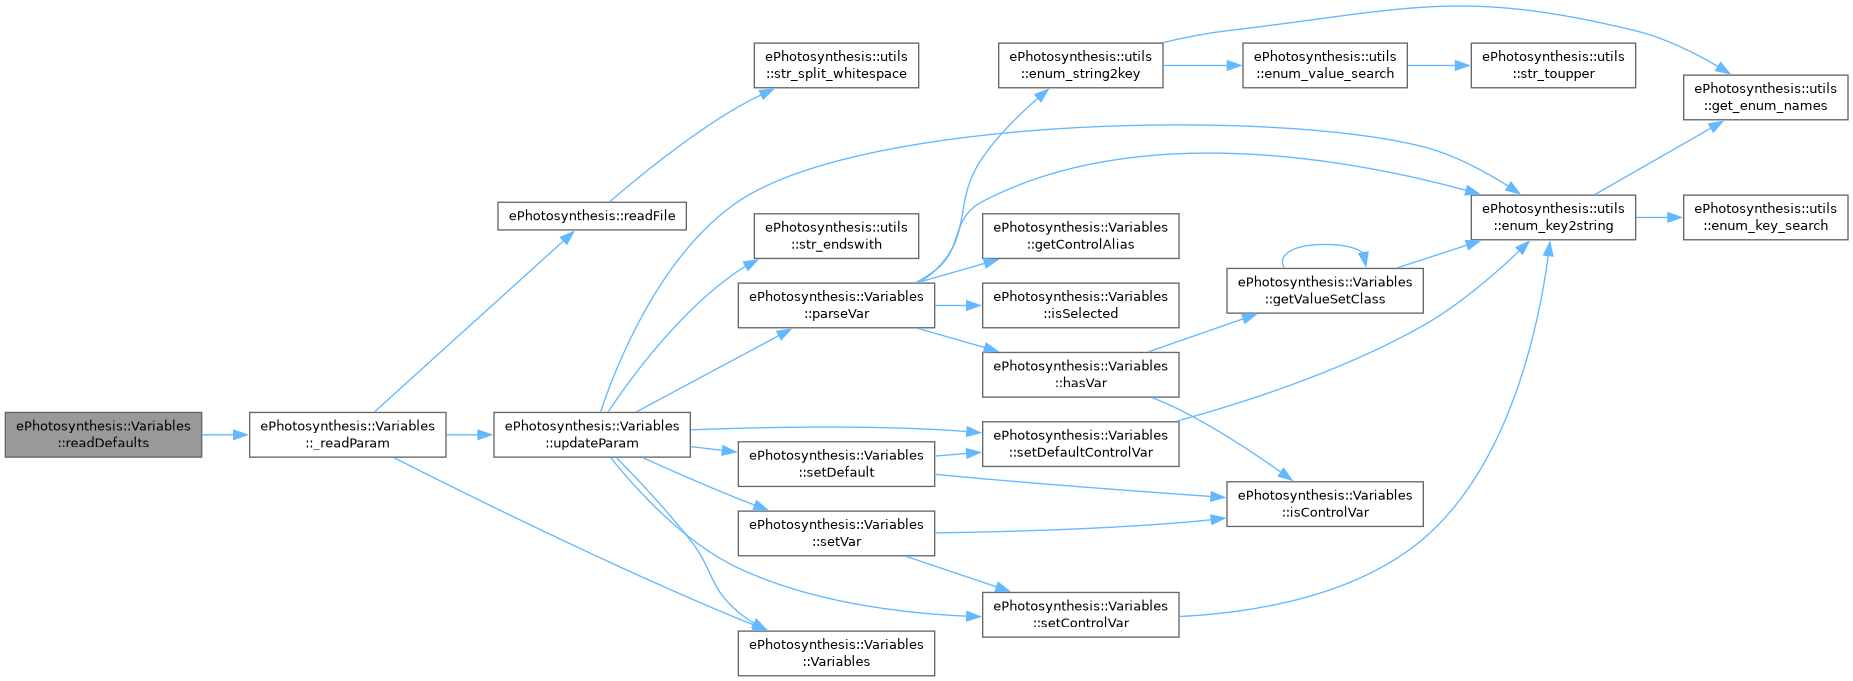 ePhotosynthesis::Variables
::readDefaults
ePhotosynthesis::Variables
::_readParam
ePhotosynthesis::readFile
ePhotosynthesis::utils
::str_split_whitespace
ePhotosynthesis::Variables
::updateParam
ePhotosynthesis::utils
::str_endswith
ePhotosynthesis::Variables
::parseVar
ePhotosynthesis::Variables
::setDefault
ePhotosynthesis::Variables
::setVar
ePhotosynthesis::Variables
::Variables
ePhotosynthesis::utils
::enum_string2key
ePhotosynthesis::Variables
::getControlAlias
ePhotosynthesis::Variables
::isSelected
ePhotosynthesis::Variables
::hasVar
ePhotosynthesis::Variables
::setDefaultControlVar
ePhotosynthesis::Variables
::setControlVar
ePhotosynthesis::utils
::enum_value_search
ePhotosynthesis::Variables
::getValueSetClass
ePhotosynthesis::Variables
::isControlVar
ePhotosynthesis::utils
::str_toupper
ePhotosynthesis::utils
::enum_key2string
ePhotosynthesis::utils
::get_enum_names
ePhotosynthesis::utils
::enum_key_search